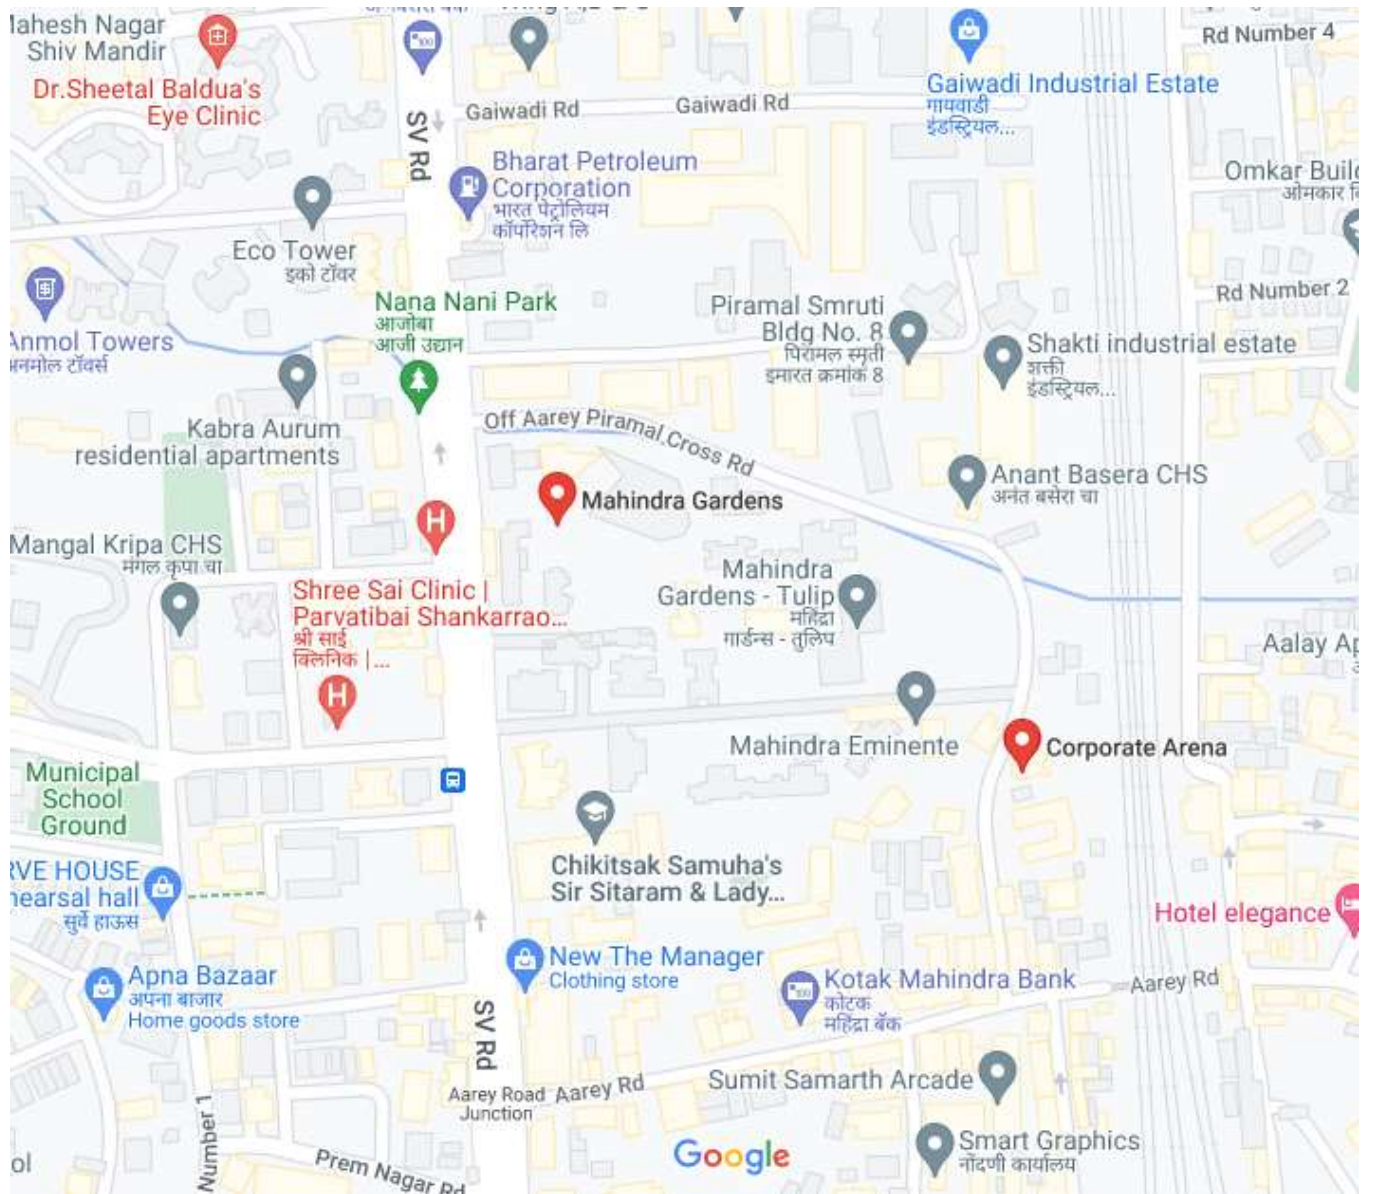 Mahesh Nagar
Shiv Mandir
Rd Number 4
Dr.Sheetal Baldua's
Eye Clinic
SV Rd
Gaiwadi Rd
Gaiwadi Rd
Gaiwadi Industrial Estate
गायवाडी
इंडस्ट्रियल...
Bharat Petroleum
Corporation
भारत पेट्रोलियम
कॉर्पोरेशन लि
Omkar Build
ओमकार
Eco Tower
इको टॉवर
Rd Number 2
Nana Nani Park
आजोबा
आजी उद्यान
Piramal Smruti
Bldg No. 8
पिरामल स्मृती
इमारत क्रमांक 8
Anmol Towers
अनमोल टॉवर्स
Shakti industrial estate
शक्ती
इंडस्ट्रियल...
Kabra Aurum
residential apartments
Off Aarey Piramal Cross Rd
Anant Basera CHS
अनंत बसेरा चा
Mahindra Gardens
Mangal Kripa CHS
मंगल कृपा चा
H
Mahindra
Gardens - Tulip
महिंद्रा
गार्डन्स - तुलिप
Shree Sai Clinic |
Parvatibai Shankarrao...
श्री साई
क्लिनिक |...
H
Aalay Ap
Mahindra Eminente
Corporate Arena
Municipal
School
Ground
Chikitsak Samuha's
Sir Sitaram & Lady...
RVE HOUSE
hearsal hall
सुर्वे हाऊस
Hotel elegance
New The Manager
Clothing store
Apna Bazaar
अपना बाजार
Home goods store
Kotak Mahindra Bank
कोटक
महिंद्रा बँक
Aarey Rd
SV Rd
Aarey Road
Junction
Aarey Rd
Sumit Samarth Arcade
Number 1
Prem Nagar Rd
Google
Smart Graphics
नोंदणी कार्यालय
ol